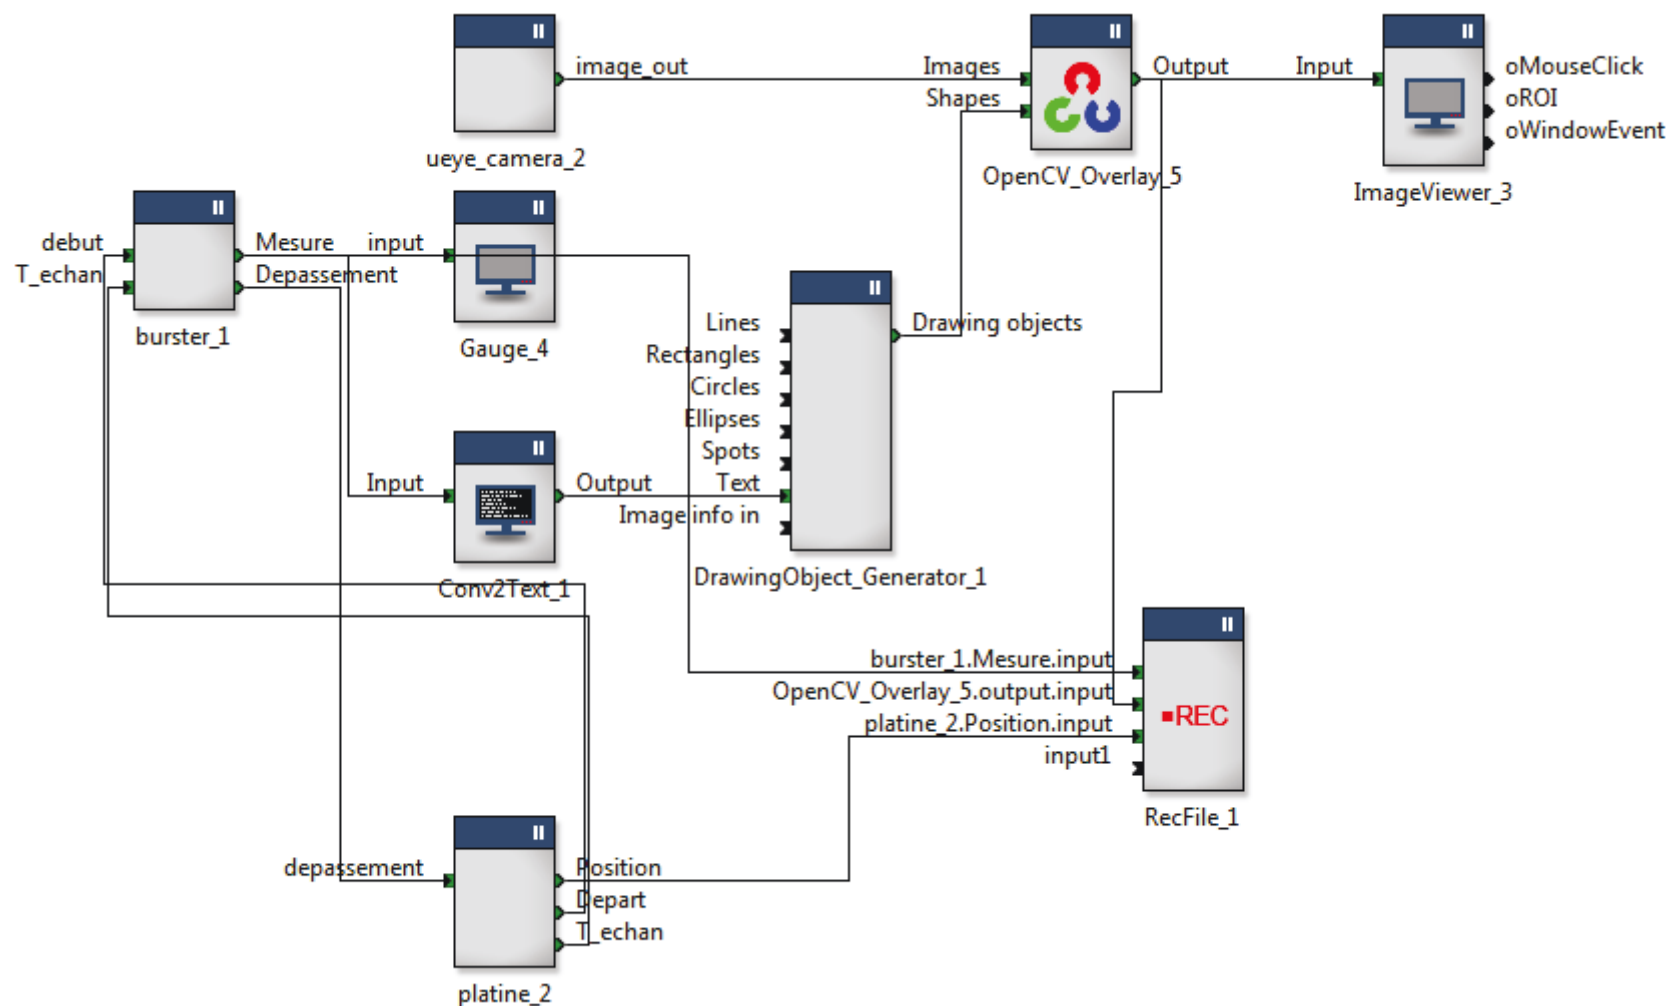 image_out
Images
Shapes
Output
Input
oMouseClick
oROI
oWindowEvent
ueye_camera_2
OpenCV_Overlay_5
ImageViewer_3
debut
T_echan
Mesure
Depassement
input
burster_1
Gauge_4
Lines
Rectangles
Circles
Ellipses
Spots
Text
Image info in
Drawing objects
Input
Output
Conv2Text_1
DrawingObject_Generator_1
burster_1.Mesure.input
OpenCV_Overlay_5.output.input
platine_2.Position.input
input1
REC
RecFile_1
depassement
Position
Depart
T_echan
platine_2